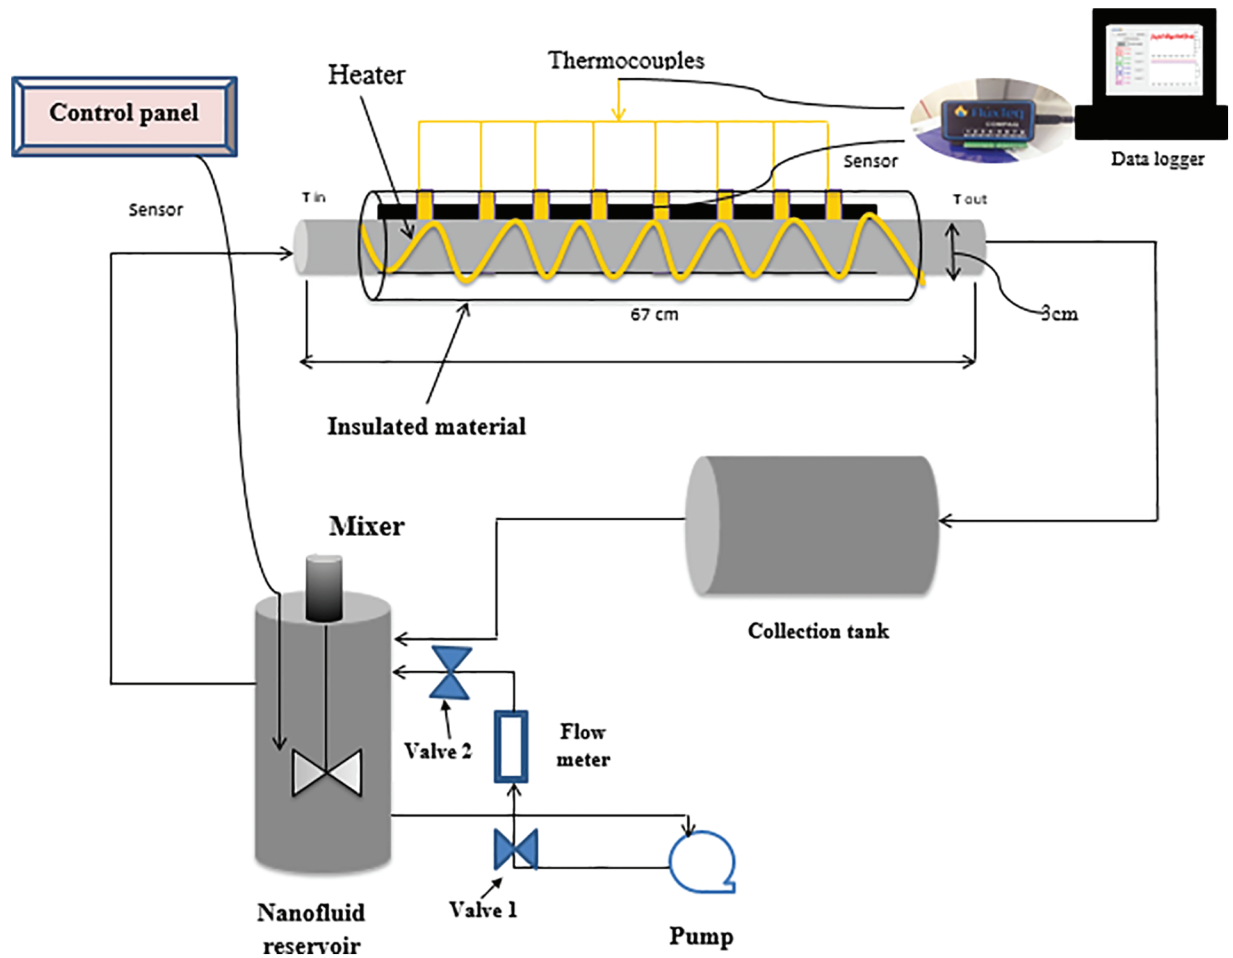 Thermocouples
Heater
Control panel
Sensor
Data logger
T in
Sensor
T out
3cm
67 cm
Insulated material
Mixer
Collection tank
Flow
meter
Valve 2
Valve 1
Nanofluid
reservoir
Pump